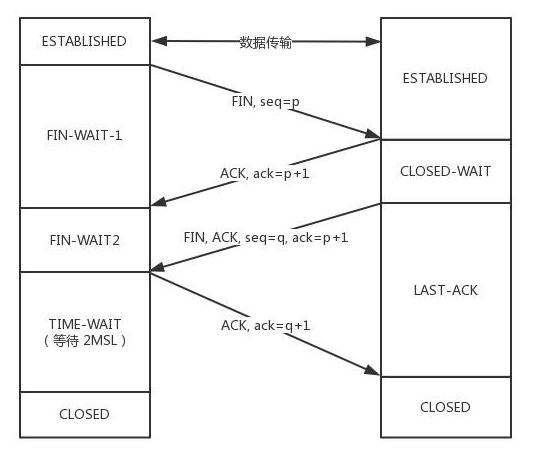 ESTABLISHED
数据传输
ESTABLISHED
FIN, seq=p
FIN-WAIT-1
ACK, ack=p+1
CLOSED-WAIT
FIN-WAIT2
FIN, ACK, seq=q, ack=p+1
LAST-ACK
TIME-WAIT
（等待 2MSL）
ACK, ack=q+1
CLOSED
CLOSED